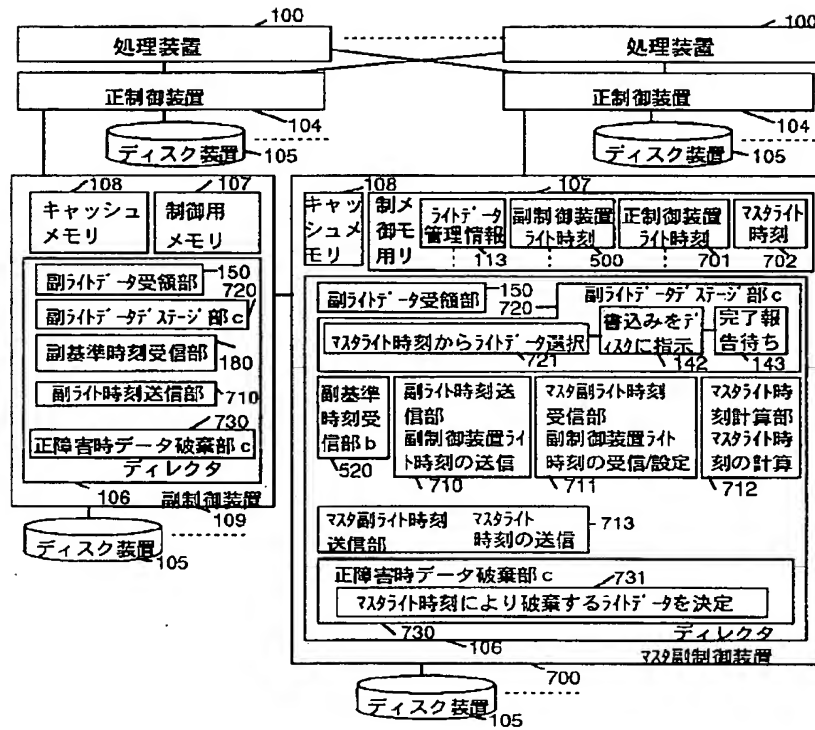 100
処理装置
正制御装置
104
ディスク装置
105
100
処理装置
正制御装置
104
ディスク装置
105
108
キャッシュ
メモリ
107
制御用
メモリ
副ライトデータ受領部
150
720
副ライトデータデステージ部c
副基準時刻受信部
180
副ライト時刻送信部
710
730
正障害時データ破棄部c
ディレクタ
106
副制御装置
109
ディスク装置
105
108
キャッ
シュメ
モリ
107
制メ
御モ
用リ
ライトデータ
管理情報
113
副制御装置
ライト時刻
500
正制御装置
ライト時刻
701
マスタライト
時刻
702
副ライトデータ受領部
150
720
副ライトデータデステージ部c
マスタライト時刻からライトデータ選択
721
書込みをデ
ィスクに指示
142
完了報
告待ち
143
副基準
時刻受
信部b
520
副ライト時刻送
信部
副制御装置ライ
ト時刻の送信
710
マスタ副ライト時刻
受信部
副制御装置ライト
時刻の受信/設定
711
マスタライト時
刻計算部
マスタライト時
刻の計算
712
マスタ副ライト時刻
送信部
マスタライト
時刻の送信
713
正障害時データ破棄部c
731
マスタライト時刻により破棄するライトデータを決定
730
ディレクタ
106
マスタ副制御装置
700
ディスク装置
105